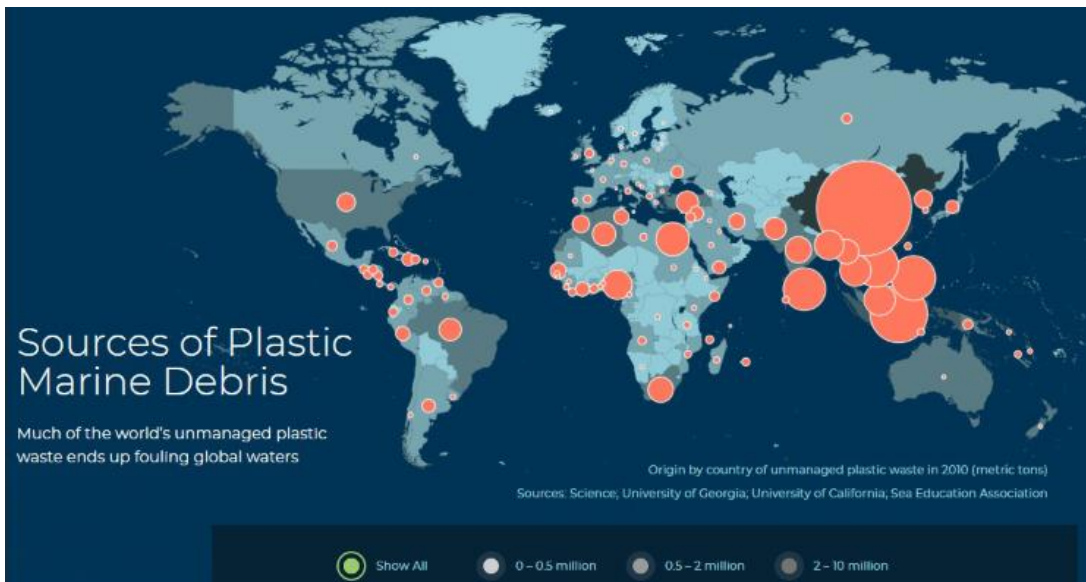 Sources of Plastic
Marine Debris
Much of the world's unmanaged plastic
waste ends up fouling global waters
Origin by country of unmanaged plastic waste in 2010 (metric tons)
Sources: Science; University of Georgia; University of California; Sea Education Association
Show All 0 – 0.5 million 0.5 – 2 million 2 – 10 million